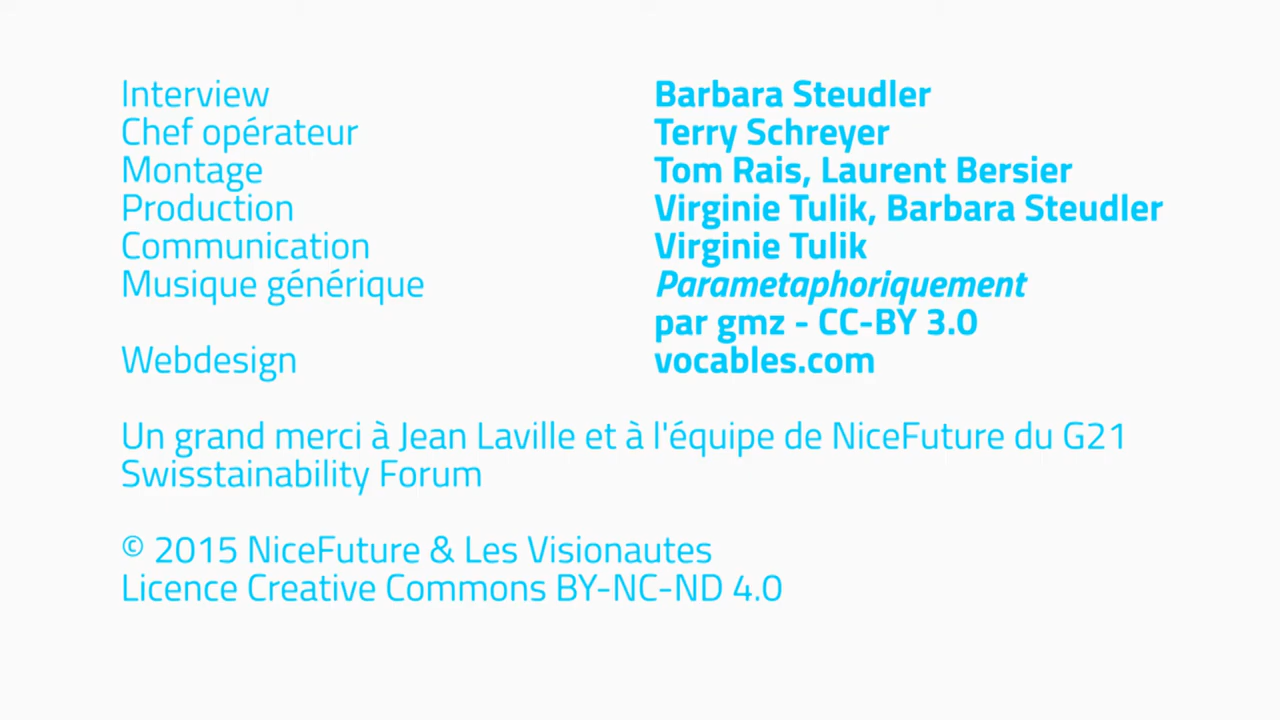 Interview Barbara Steudler
Chef opérateur Terry Schreyer
Montage Tom Rais, Laurent Bersier
Production Virginie Tulik, Barbara Steudler
Communication Virginie Tulik
Musique générique Parametaphoriquement
par gmz - CC-BY 3.0
Webdesign vocables.com
Un grand merci à Jean Laville et à l'équipe de NiceFuture du G21
Swisstainability Forum
© 2015 NiceFuture & Les Visionautes
Licence Creative Commons BY-NC-ND 4.0